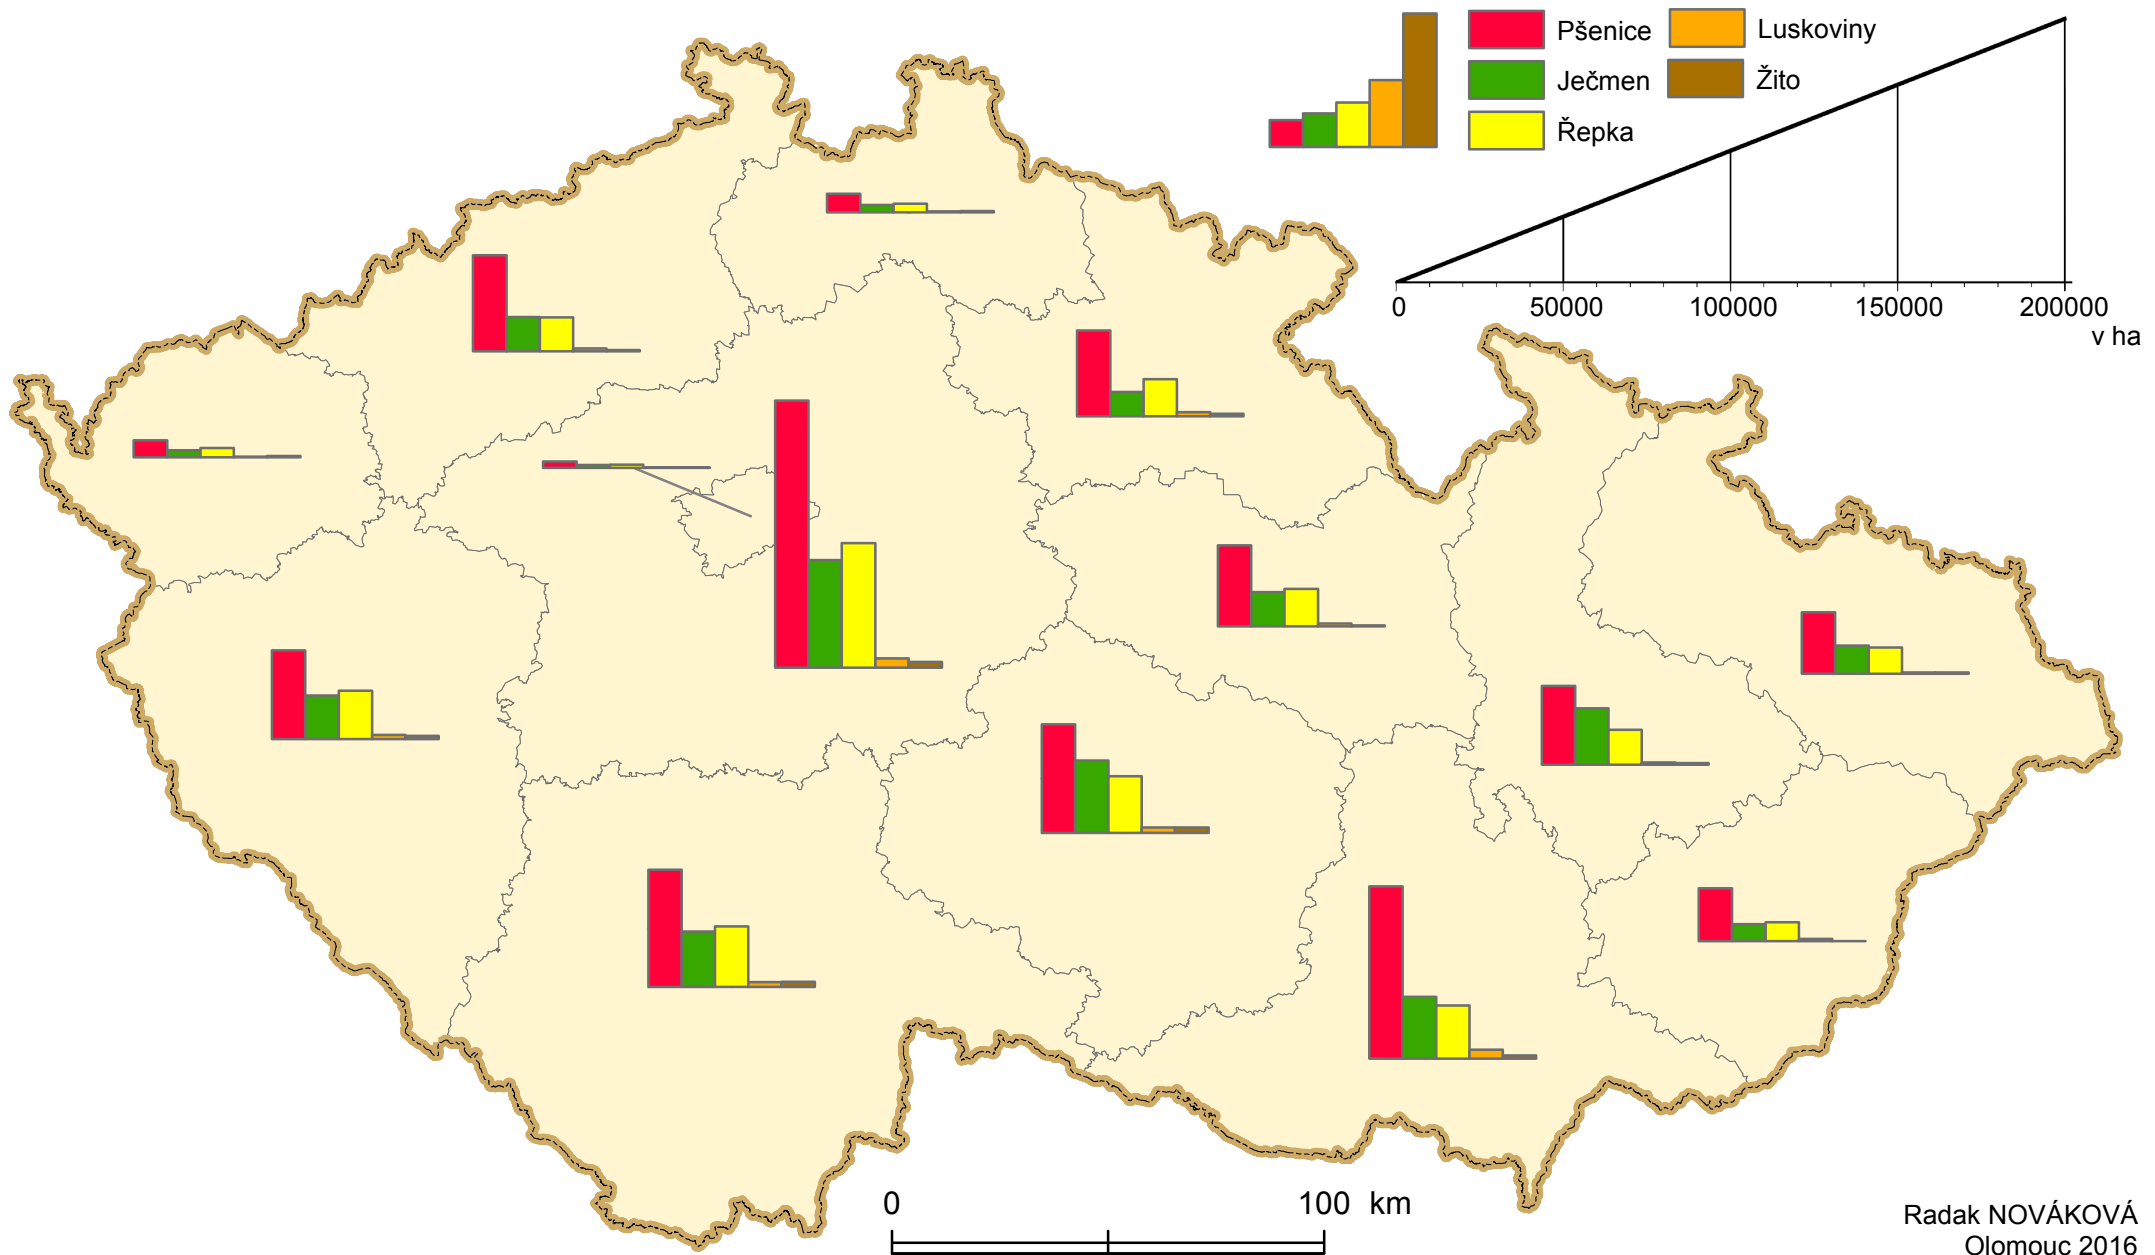 Pšenice
Luskoviny
Ječmen
Žito
Řepka
0 50000 100000 150000 200000
v ha
0 100 km
Radak NOVÁKOVÁ
Olomouc 2016